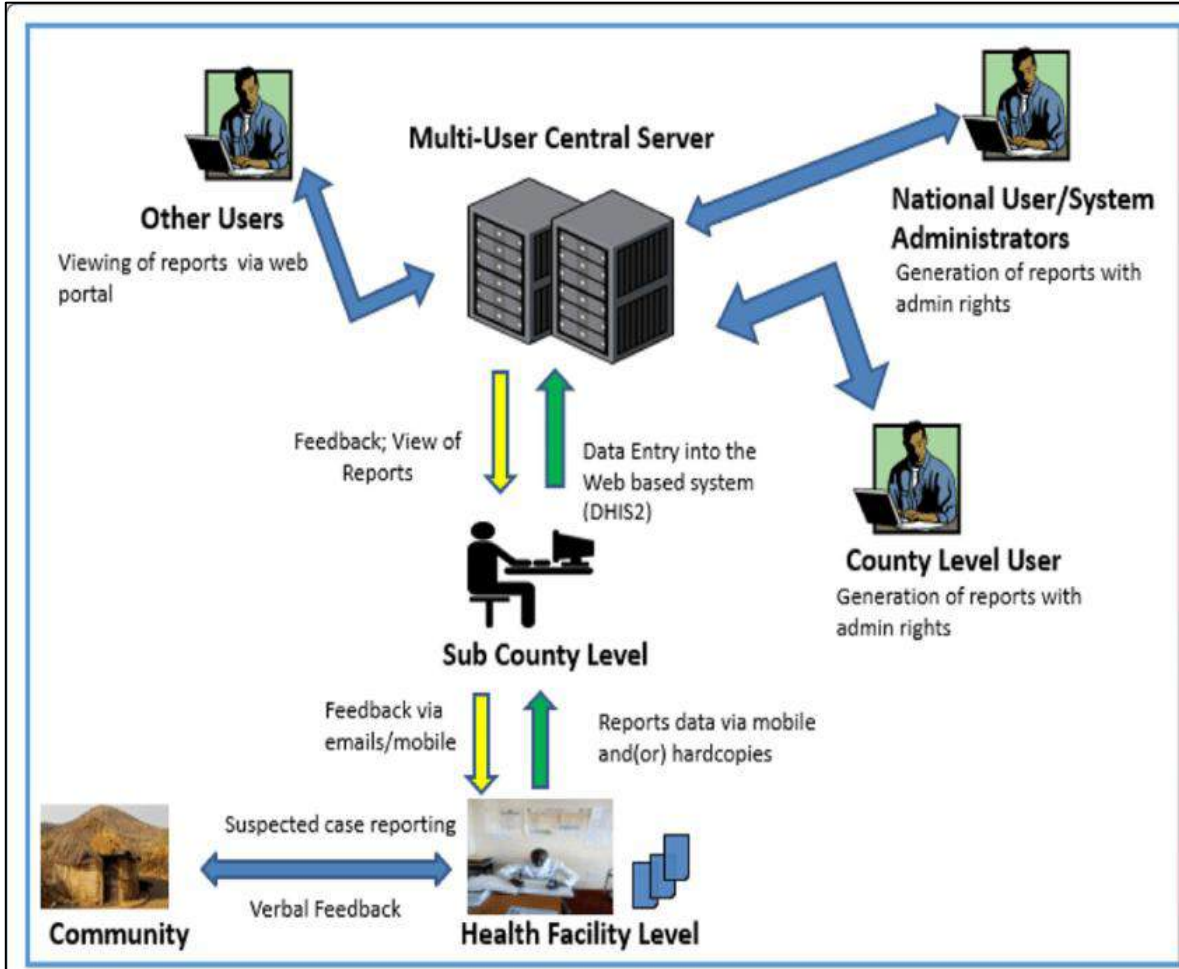 Multi-User Central Server
Other Users
Viewing of reports via web
portal
National User/System
Administrators
Generation of reports with
admin rights
Feedback; View of
Reports
Data Entry into the
Web based system
(DHIS2)
County Level User
Generation of reports with
admin rights
Sub County Level
Feedback via
emails/mobile
Reports data via mobile
and(or) hardcopies
Suspected case reporting
Verbal Feedback
Community
Health Facility Level